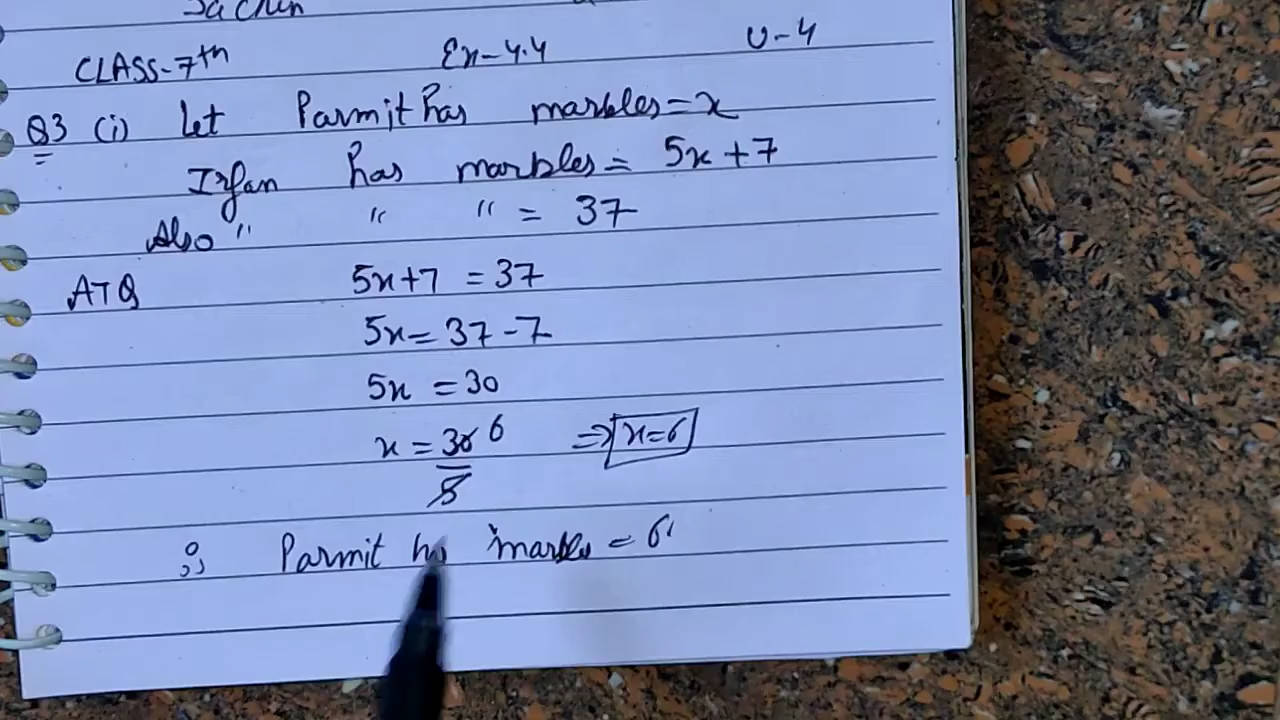 Sachin
CLASS-7th Ex-4.4 U-4
Q3 (i) Let Parmit has marbles = x
Irfan has marbles = 5x+7
Also " " " = 37
ATQ 5x+7 = 37
5x = 37-7
5x = 30
x = 30 6 ⇒ x=6
5
∴ Parmit has marbles = 6